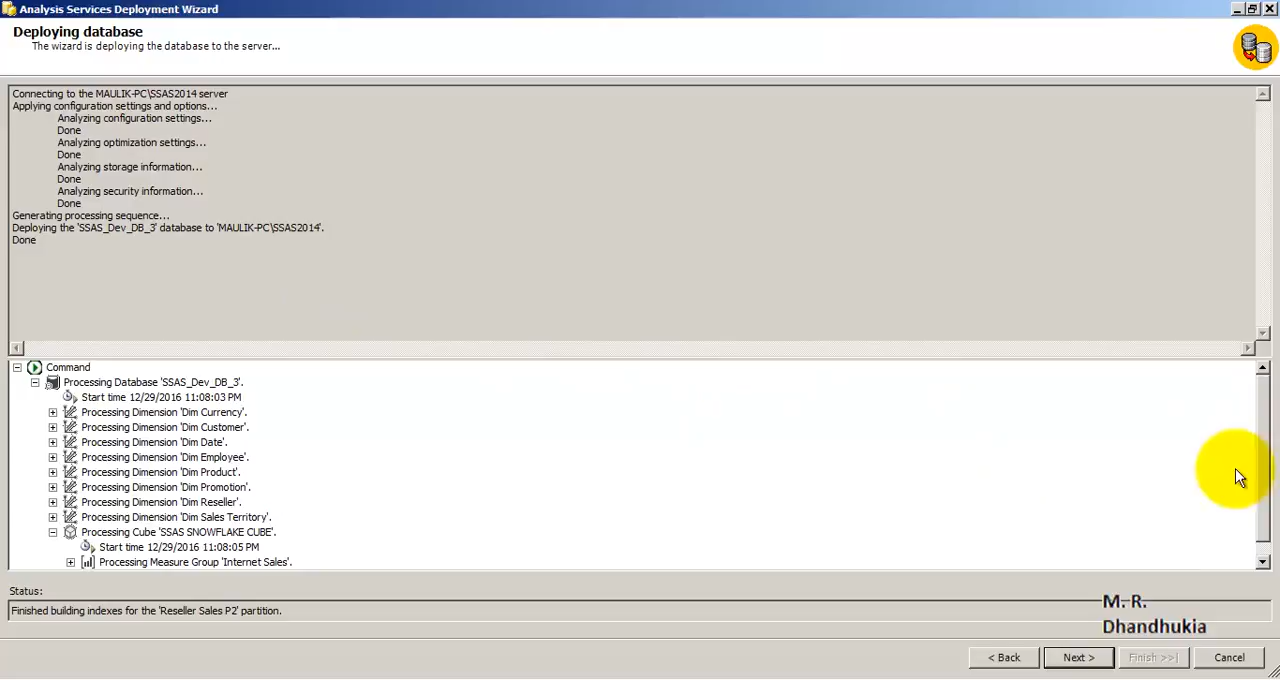 Analysis Services Deployment Wizard
Deploying database
The wizard is deploying the database to the server...
Connecting to the MAULIK-PC\SSAS2014 server
Applying configuration settings and options...
Analyzing configuration settings...
Done
Analyzing optimization settings...
Done
Analyzing storage information...
Done
Analyzing security information...
Done
Generating processing sequence...
Deploying the 'SSAS_Dev_DB_3' database to 'MAULIK-PC\SSAS2014'.
Done
Command
Processing Database 'SSAS_Dev_DB_3'.
Start time 12/29/2016 11:08:03 PM
Processing Dimension 'Dim Currency'.
Processing Dimension 'Dim Customer'.
Processing Dimension 'Dim Date'.
Processing Dimension 'Dim Employee'.
Processing Dimension 'Dim Product'.
Processing Dimension 'Dim Promotion'.
Processing Dimension 'Dim Reseller'.
Processing Dimension 'Dim Sales Territory'.
Processing Cube 'SSAS SNOWFLAKE CUBE'.
Start time 12/29/2016 11:08:05 PM
Processing Measure Group 'Internet Sales'.
Status:
Finished building indexes for the 'Reseller Sales P2' partition.
M. R.
Dhandhukia
< Back Next > Finish >>| Cancel